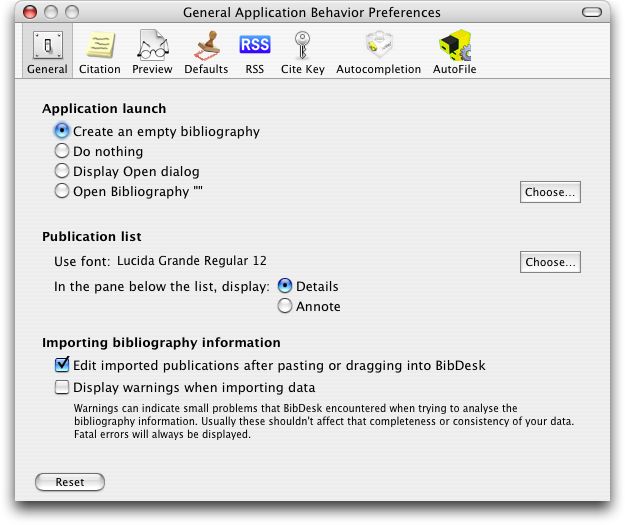 General Application Behavior Preferences
General Citation Preview Defaults RSS Cite Key Autocompletion AutoFile
Application launch
Create an empty bibliography
Do nothing
Display Open dialog
Open Bibliography "" Choose...
Publication list
Use font: Lucida Grande Regular 12 Choose...
In the pane below the list, display: Details
Annote
Importing bibliography information
Edit imported publications after pasting or dragging into BibDesk
Display warnings when importing data
Warnings can indicate small problems that BibDesk encountered when trying to analyse the
bibliography information. Usually these shouldn't affect that completeness or consistency of your data.
Fatal errors will always be displayed.
Reset